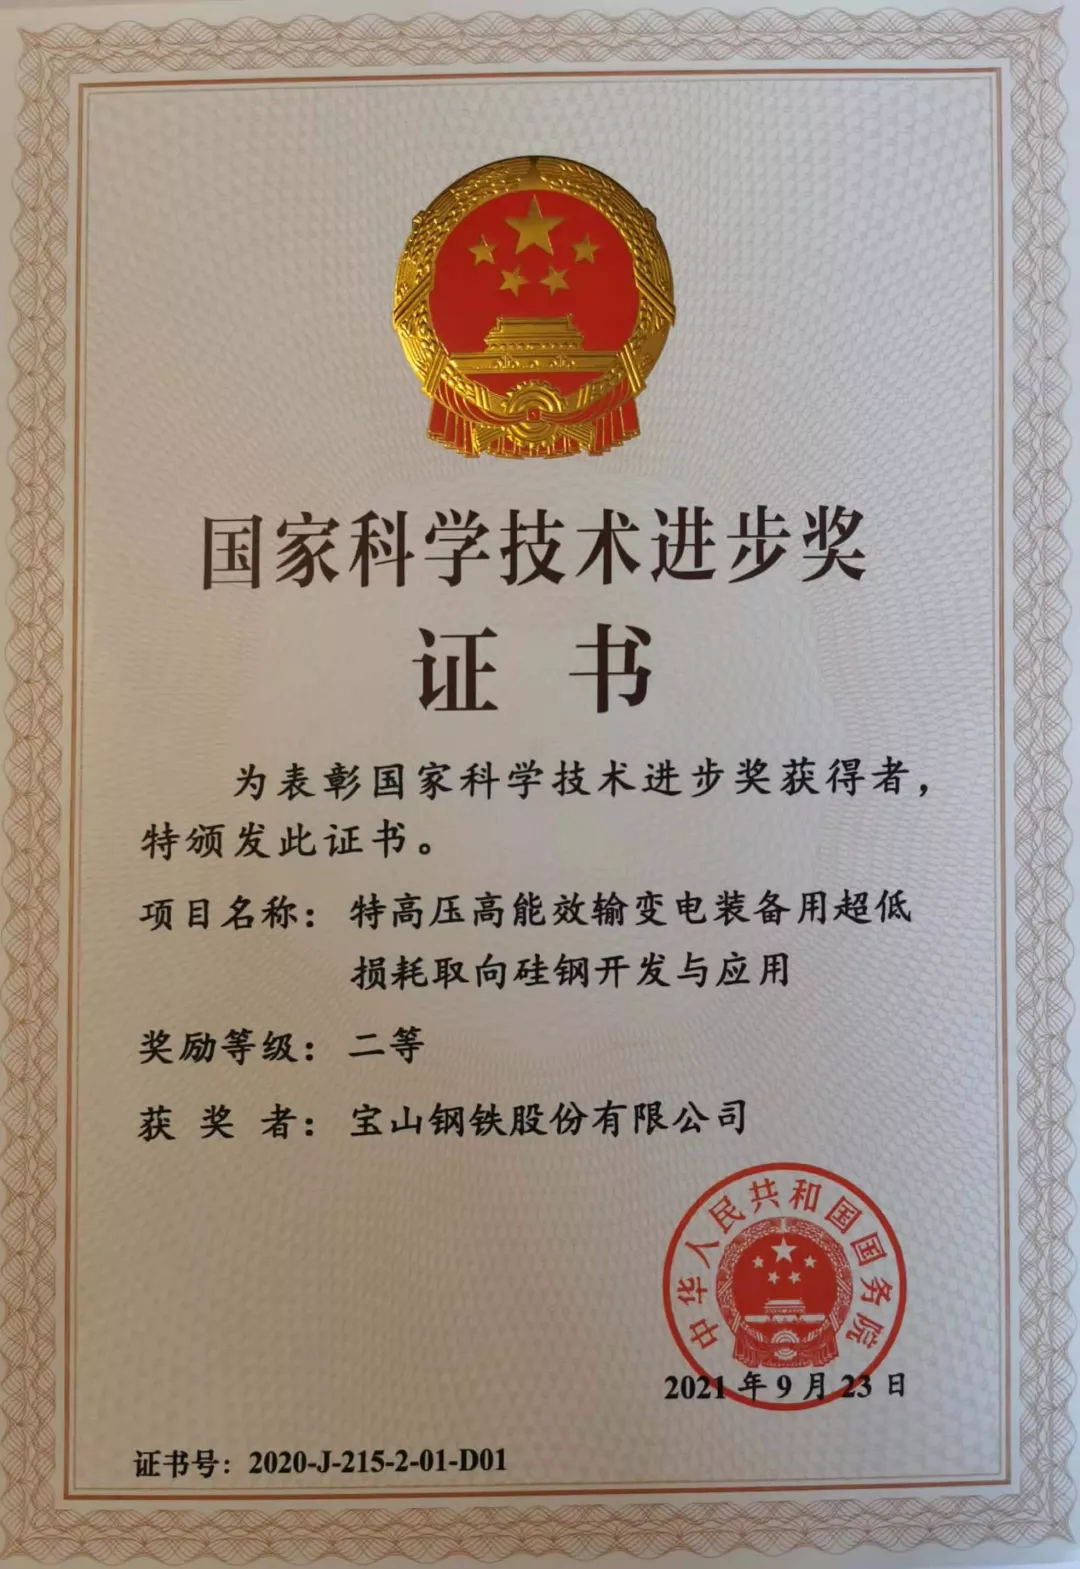 国家科学技术进步奖
证书
为表彰国家科学技术进步奖获得者，
特颁发此证书。
项目名称：特高压高能效输变电装备用超低
损耗取向硅钢开发与应用
奖励等级：二等
获奖者：宝山钢铁股份有限公司
中华人民共和国国务院
2021年9月23日
证书号：2020-J-215-2-01-D01